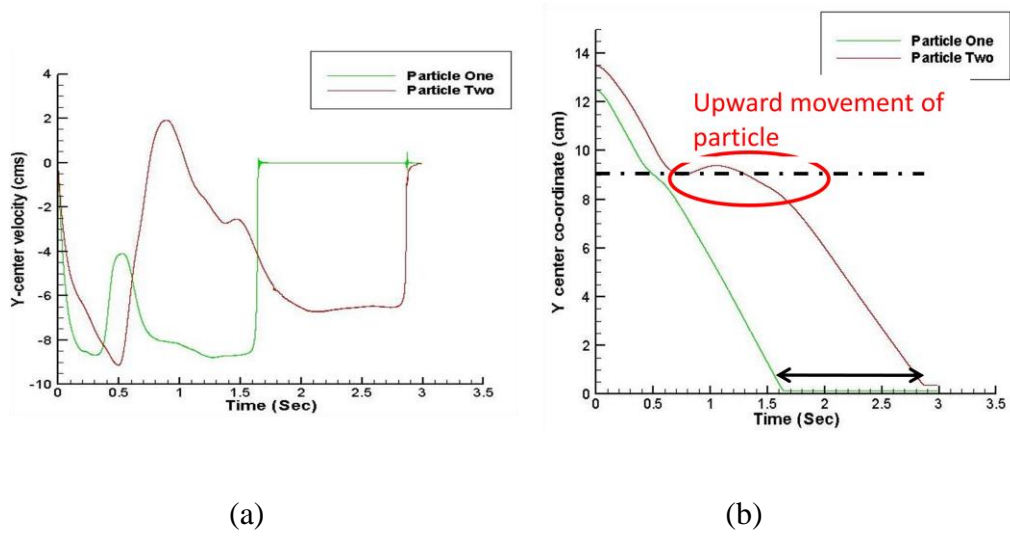 Particle One
Particle Two
4
2
0
-2
-4
-6
-8
-10
0
0.5
1
1.5
2
2.5
3
3.5
Y-center velocity (cms)
Time (Sec)
(a)
Particle One
Particle Two
Upward movement of
particle
14
12
10
8
6
4
2
0
0
0.5
1
1.5
2
2.5
3
3.5
Y center co-ordinate (cm)
Time (Sec)
(b)